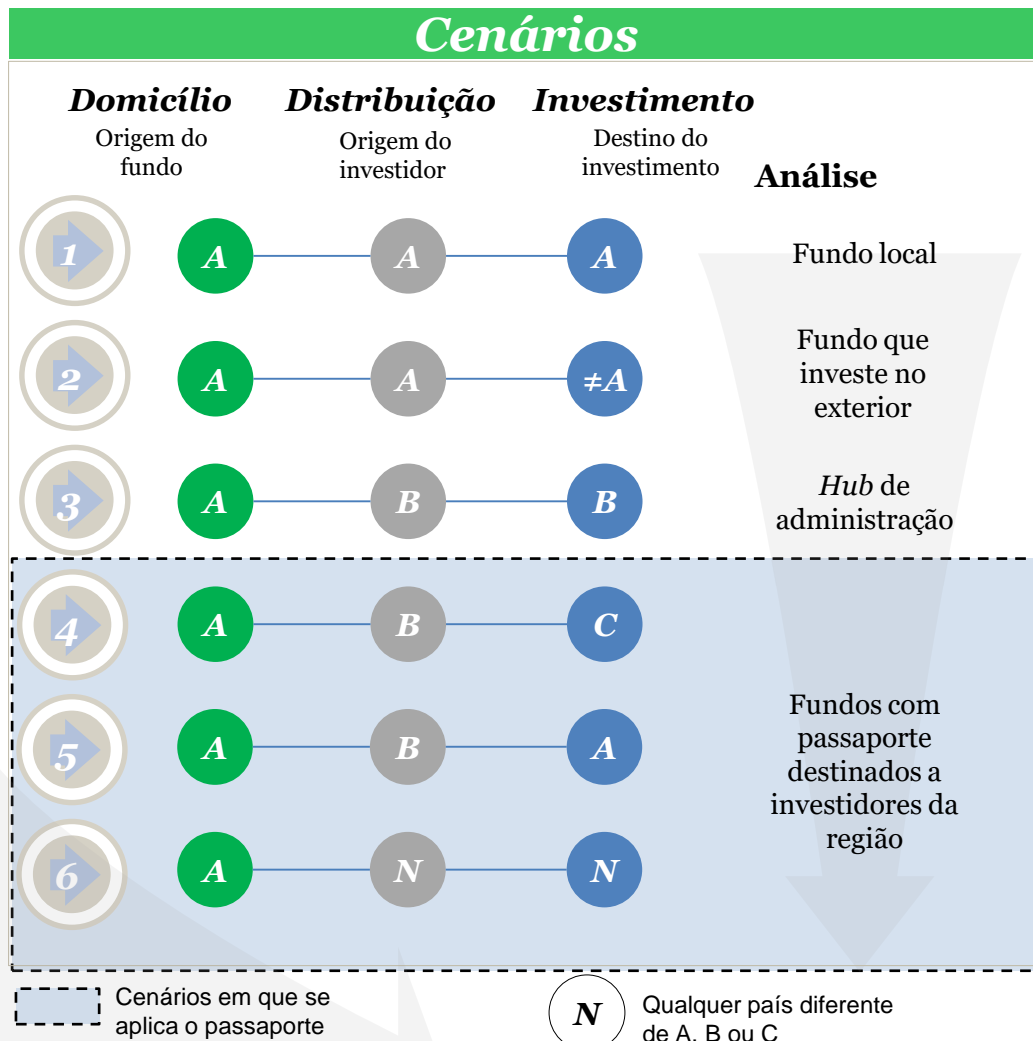 Cenários
Domicílio
Distribuição
Investimento
Origem do
fundo
Origem do
investidor
Destino do
investimento
Análise
1
A
A
A
Fundo local
2
A
A
≠A
Fundo que
investe no
exterior
3
A
B
B
Hub de
administração
4
A
B
C
5
A
B
A
Fundos com
passaporte
destinados a
investidores da
região
6
A
N
N
Cenários em que se
aplica o passaporte
N
Qualquer país diferente
de A, B ou C